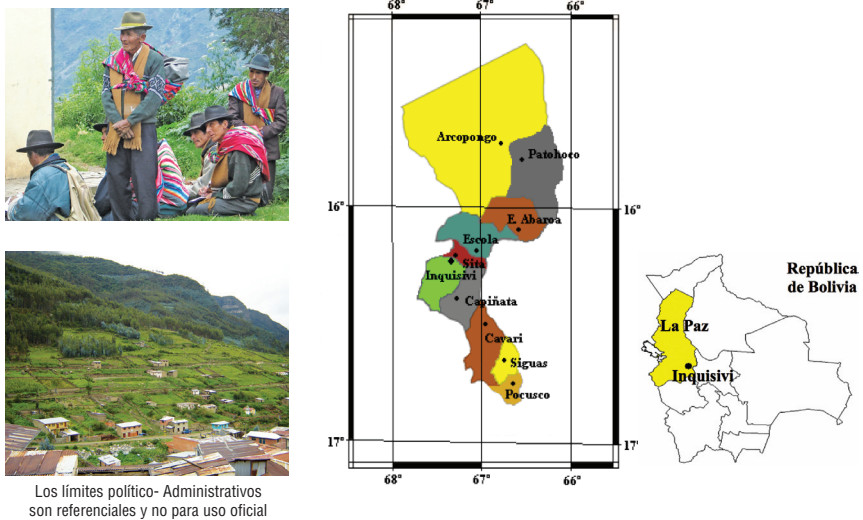 68° 67° 66°
Arcopongo
Patohoco
16° 16°
E. Abaroa
Escola
Sita
Inquisivi
Capiñata
Cavari
Siguas
Pocusco
17° 17'
68° 67° 66°
República
de Bolivia
La Paz
Inquisivi
Los límites político- Administrativos
son referenciales y no para uso oficial